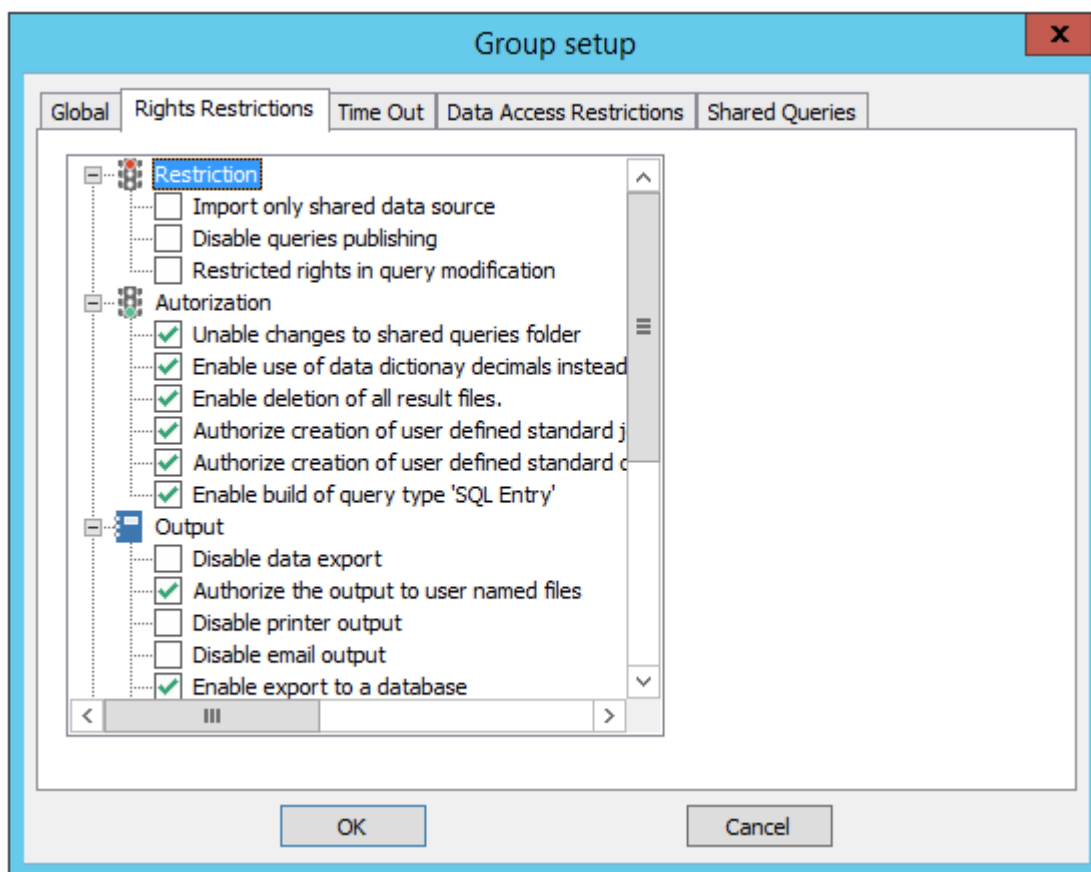 Group setup
x
Global Rights Restrictions Time Out Data Access Restrictions Shared Queries
Restriction
Import only shared data source
Disable queries publishing
Restricted rights in query modification
Autorization
Unable changes to shared queries folder
Enable use of data dictionay decimals instead
Enable deletion of all result files.
Authorize creation of user defined standard j
Authorize creation of user defined standard
Enable build of query type 'SQL Entry'
Output
Disable data export
Authorize the output to user named files
Disable printer output
Disable email output
Enable export to a database
OK Cancel